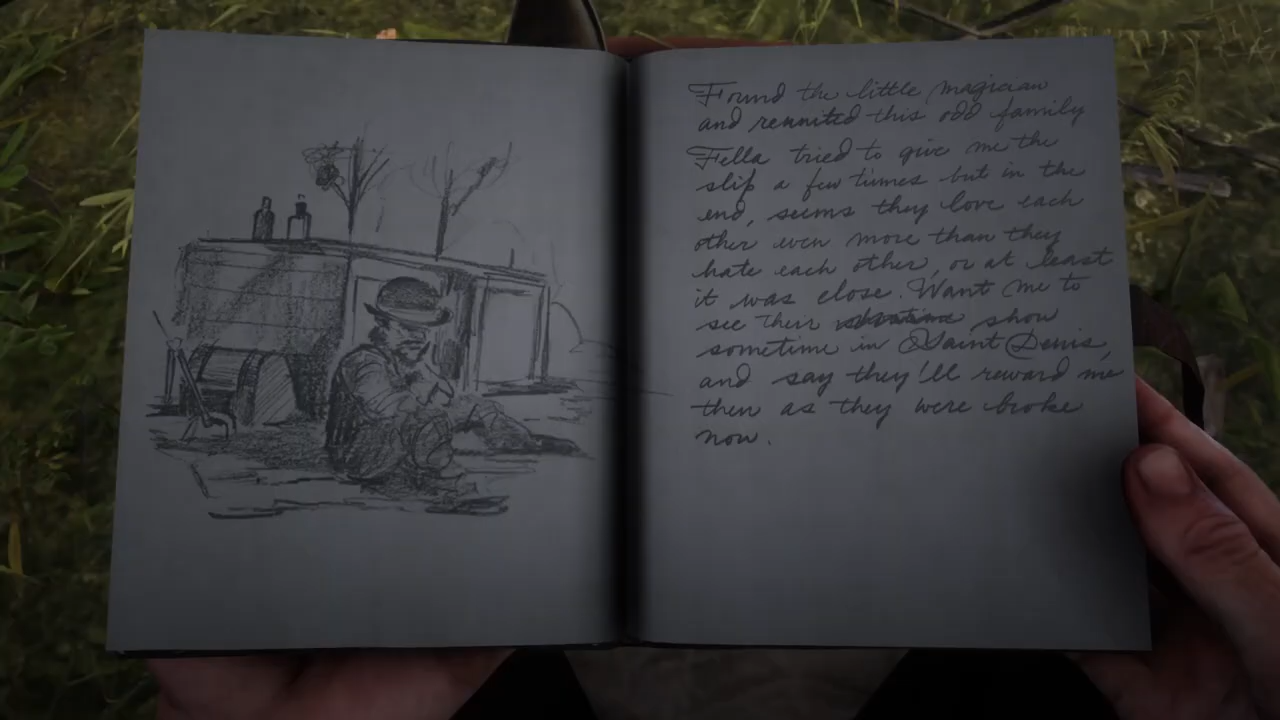 Found the little magician
and reunited this odd family
Fella tried to give me the
slip a few times but in the
end, seems they love each
other even more than they
hate each other, or at least
it was close. Want me to
see their show
sometime in Saint Denis,
and say they'll reward me
then as they were broke
now.